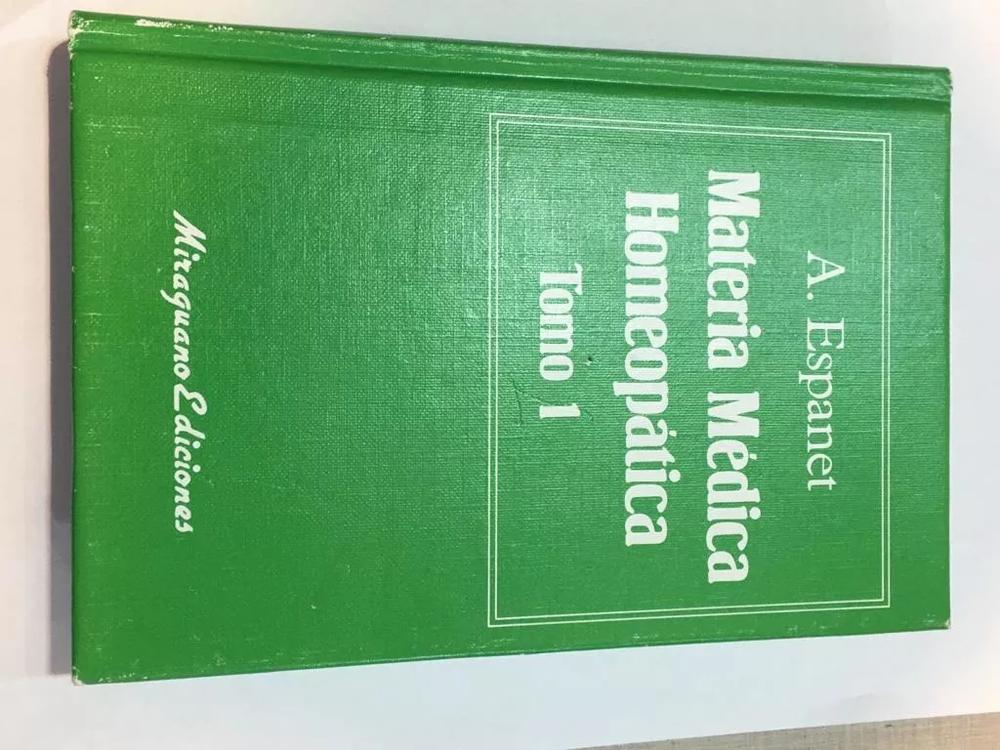 A. Espanet
Materia Médica
Homeopática
Tomo 1
Miraguano Ediciones